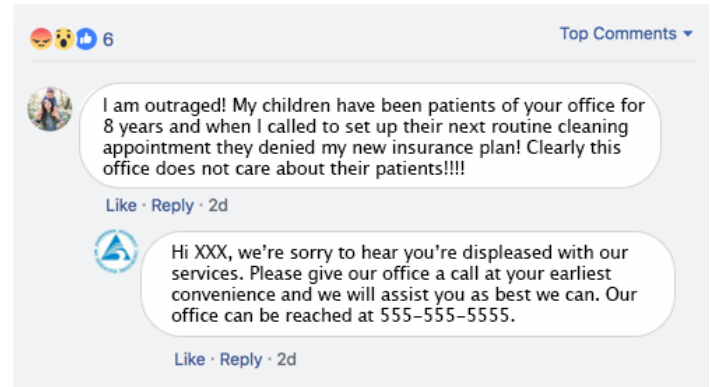 6
Top Comments
I am outraged! My children have been patients of your office for
8 years and when I called to set up their next routine cleaning
appointment they denied my new insurance plan! Clearly this
office does not care about their patients!!!!
Like · Reply · 2d
Hi XXX, we're sorry to hear you're displeased with our
services. Please give our office a call at your earliest
convenience and we will assist you as best we can. Our
office can be reached at 555-555-5555.
Like · Reply · 2d